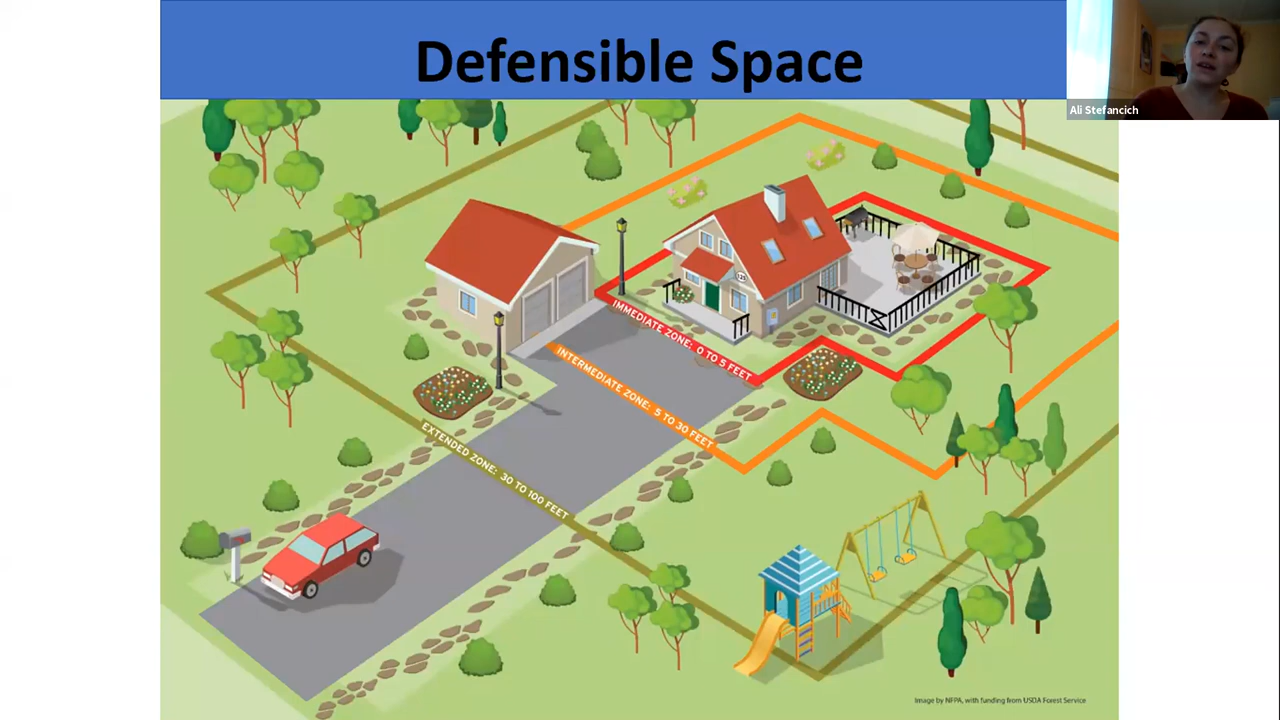 Defensible Space
Ali Stefancich
123
IMMEDIATE ZONE: 0 TO 5 FEET
INTERMEDIATE ZONE: 5 TO 30 FEET
EXTENDED ZONE: 30 TO 100 FEET
Image by NFPA, with funding from USDA Forest Service